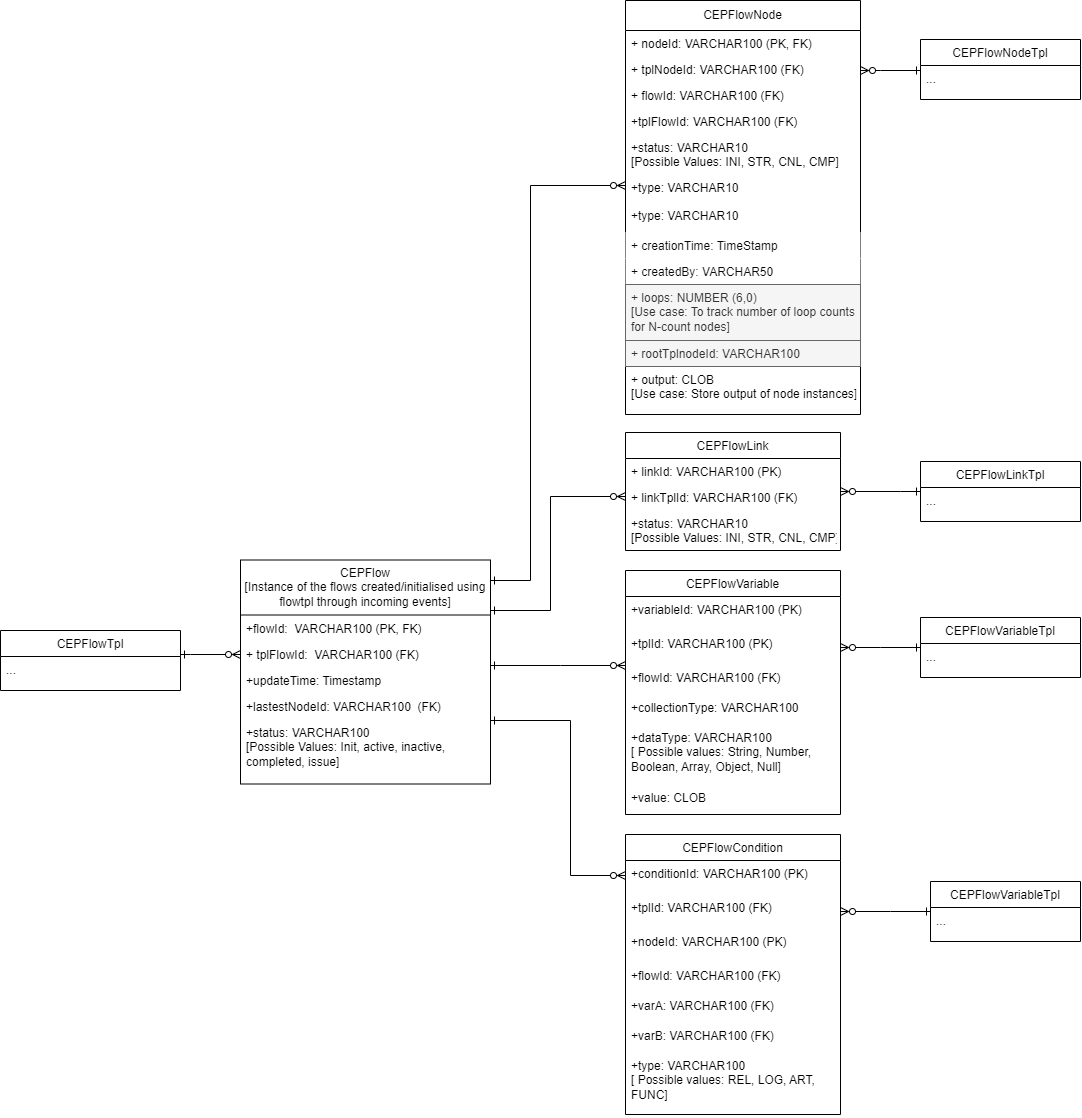 CEPFlowNode
+ nodeId: VARCHAR100 (PK, FK)
+ tplNodeId: VARCHAR100 (FK)
+ flowId: VARCHAR100 (FK)
+tplFlowId: VARCHAR100 (FK)
+status: VARCHAR10
[Possible Values: INI, STR, CNL, CMP]
+type: VARCHAR10
+type: VARCHAR10
+ creationTime: TimeStamp
+ createdBy: VARCHAR50
+ loops: NUMBER (6,0)
[Use case: To track number of loop counts
for N-count nodes]
+ rootTplnodeId: VARCHAR100
+ output: CLOB
[Use case: Store output of node instances]
CEPFlowNodeTpl
...
CEPFlowLink
+ linkId: VARCHAR100 (PK)
+ linkTplId: VARCHAR100 (FK)
+status: VARCHAR10
[Possible Values: INI, STR, CNL, CMP
CEPFlowLinkTpl
...
CEPFlowTpl
...
CEPFlow
[Instance of the flows created/initialised using
flowtpl through incoming events]
+flowId:  VARCHAR100 (PK, FK)
+ tplFlowId:  VARCHAR100 (FK)
+updateTime: Timestamp
+lastestNodeId: VARCHAR100  (FK)
+status: VARCHAR100
[Possible Values: Init, active, inactive,
completed, issue]
CEPFlowVariable
+variableId: VARCHAR100 (PK)
+tplId: VARCHAR100 (PK)
+flowId: VARCHAR100 (FK)
+collectionType: VARCHAR100
+dataType: VARCHAR100
[ Possible values: String, Number,
Boolean, Array, Object, Null]
+value: CLOB
CEPFlowVariableTpl
...
CEPFlowCondition
+conditionId: VARCHAR100 (PK)
+tplId: VARCHAR100 (FK)
+nodeId: VARCHAR100 (PK)
+flowId: VARCHAR100 (FK)
+varA: VARCHAR100 (FK)
+varB: VARCHAR100 (FK)
+type: VARCHAR100
[ Possible values: REL, LOG, ART,
FUNC]
CEPFlowVariableTpl
...